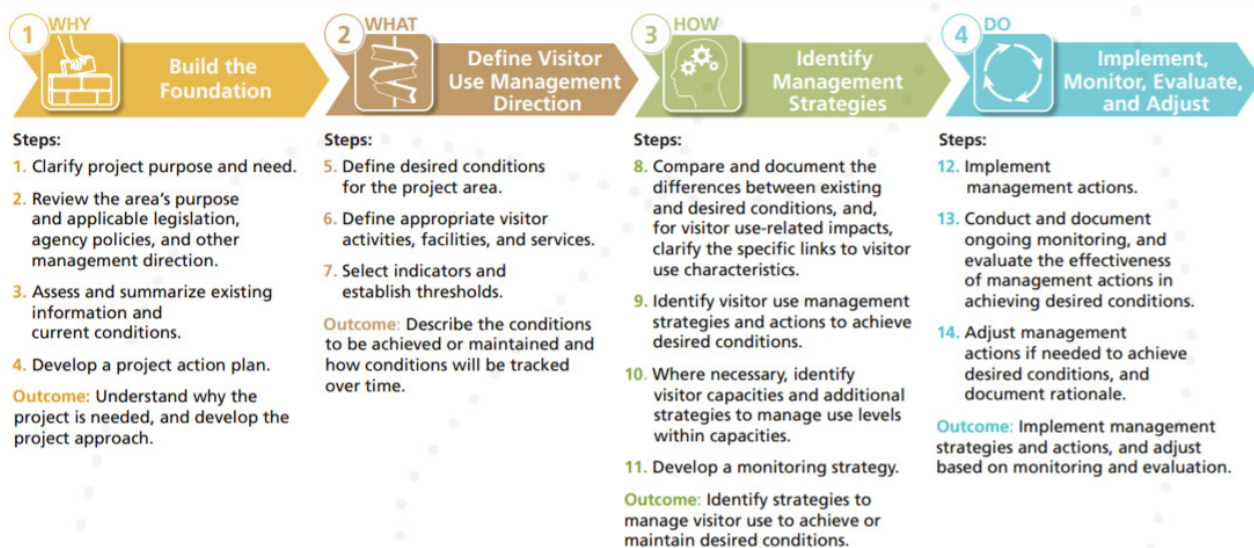 1 WHY
Build the
Foundation
Steps:
1. Clarify project purpose and need.
2. Review the area's purpose
and applicable legislation,
agency policies, and other
management direction.
3. Assess and summarize existing
information and
current conditions.
4. Develop a project action plan.
Outcome: Understand why the
project is needed, and develop the
project approach.
2 WHAT
Define Visitor
Use Management
Direction
Steps:
5. Define desired conditions
for the project area.
6. Define appropriate visitor
activities, facilities, and services.
7. Select indicators and
establish thresholds.
Outcome: Describe the conditions
to be achieved or maintained and
how conditions will be tracked
over time.
3 HOW
Identify
Management
Strategies
Steps:
8. Compare and document the
differences between existing
and desired conditions, and,
for visitor use-related impacts,
clarify the specific links to visitor
use characteristics.
9. Identify visitor use management
strategies and actions to achieve
desired conditions.
10. Where necessary, identify
visitor capacities and additional
strategies to manage use levels
within capacities.
11. Develop a monitoring strategy.
Outcome: Identify strategies to
manage visitor use to achieve or
maintain desired conditions.
4 DO
Implement,
Monitor, Evaluate,
and Adjust
Steps:
12. Implement
management actions.
13. Conduct and document
ongoing monitoring, and
evaluate the effectiveness
of management actions in
achieving desired conditions.
14. Adjust management
actions if needed to achieve
desired conditions, and
document rationale.
Outcome: Implement management
strategies and actions, and adjust
based on monitoring and evaluation.